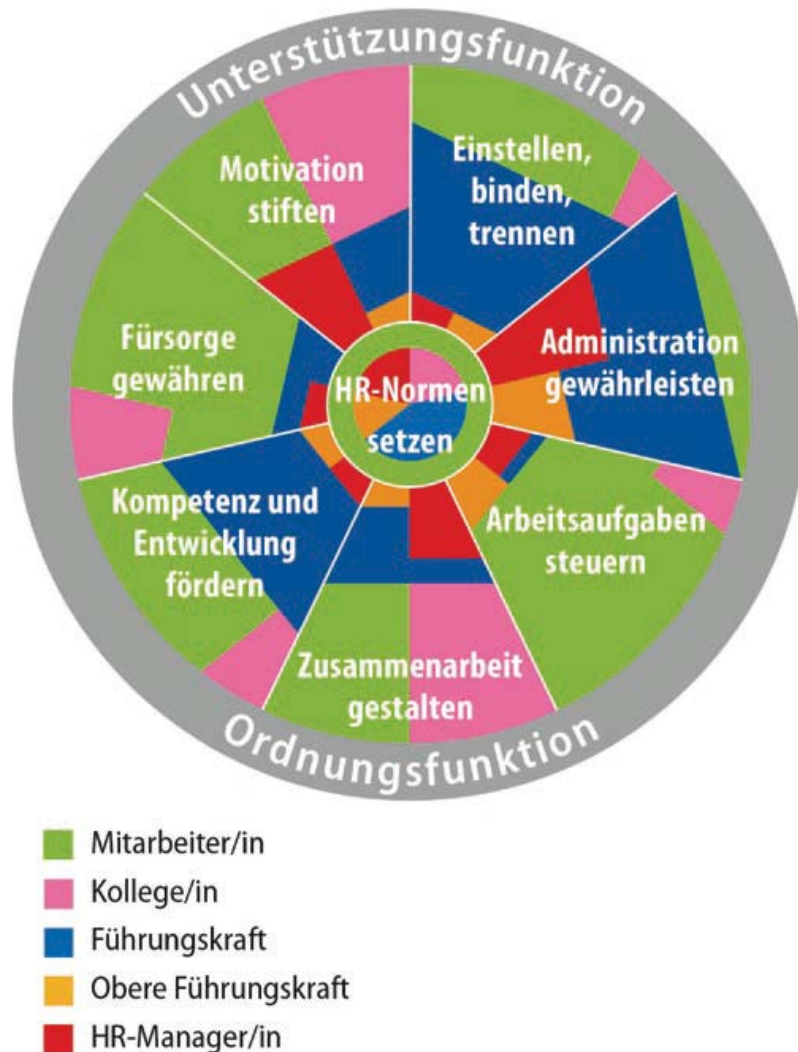 Unterstützungsfunktion
Motivation
stiften
Einstellen,
binden,
trennen
Fürsorge
gewähren
HR-Normen
setzen
Administration
gewährleisten
Kompetenz und
Entwicklung
fördern
Arbeitsaufgaben
steuern
Zusammenarbeit
gestalten
Ordnungsfunktion
Mitarbeiter/in
Kollege/in
Führungskraft
Obere Führungskraft
HR-Manager/in